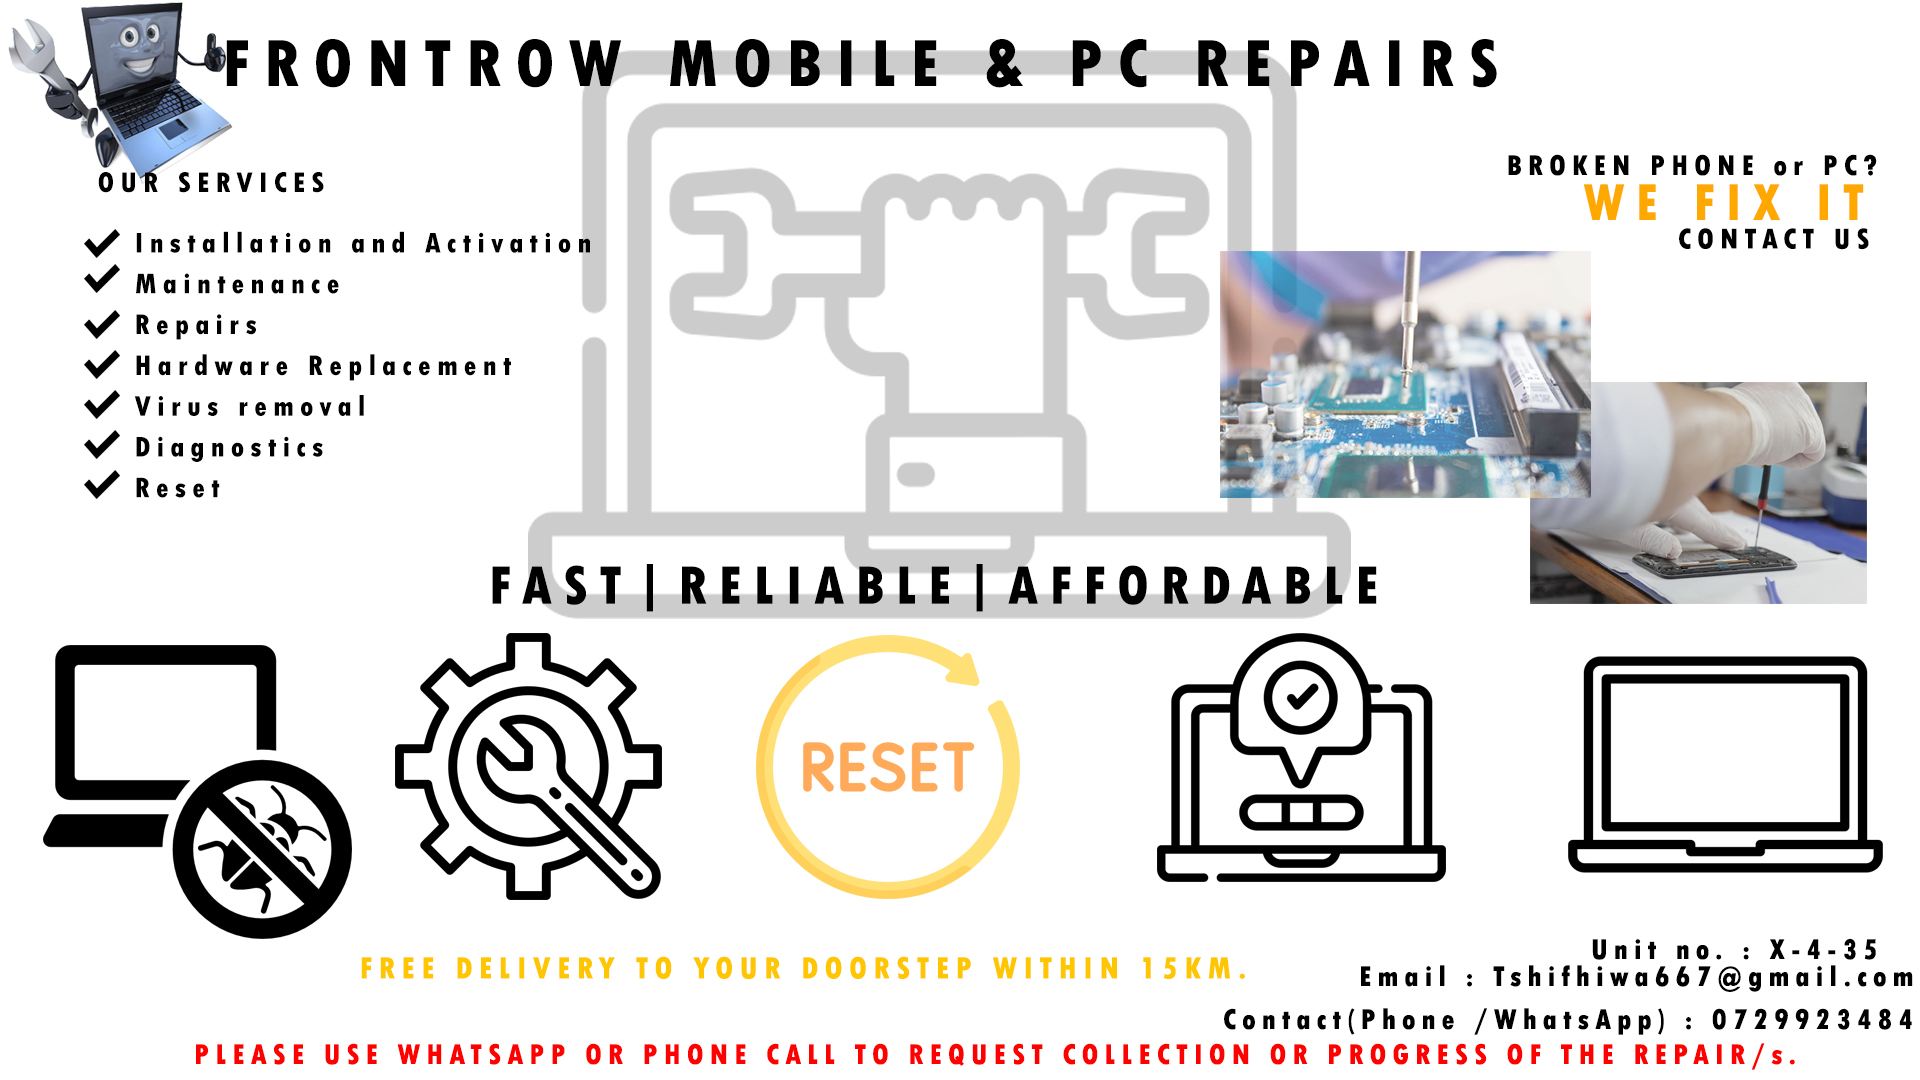 FRONTROW MOBILE & PC REPAIRS
OUR SERVICES
Installation and Activation
Maintenance
Repairs
Hardware Replacement
Virus removal
Diagnostics
Reset
BROKEN PHONE or PC?
WE FIX IT
CONTACT US
FAST|RELIABLE|AFFORDABLE
RESET
FREE DELIVERY TO YOUR DOORSTEP WITHIN 15KM.
Unit no. : X-4-35
Email : Tshifhiwa667@gmail.com
Contact(Phone /WhatsApp) : 0729923484
PLEASE USE WHATSAPP OR PHONE CALL TO REQUEST COLLECTION OR PROGRESS OF THE REPAIR/s.